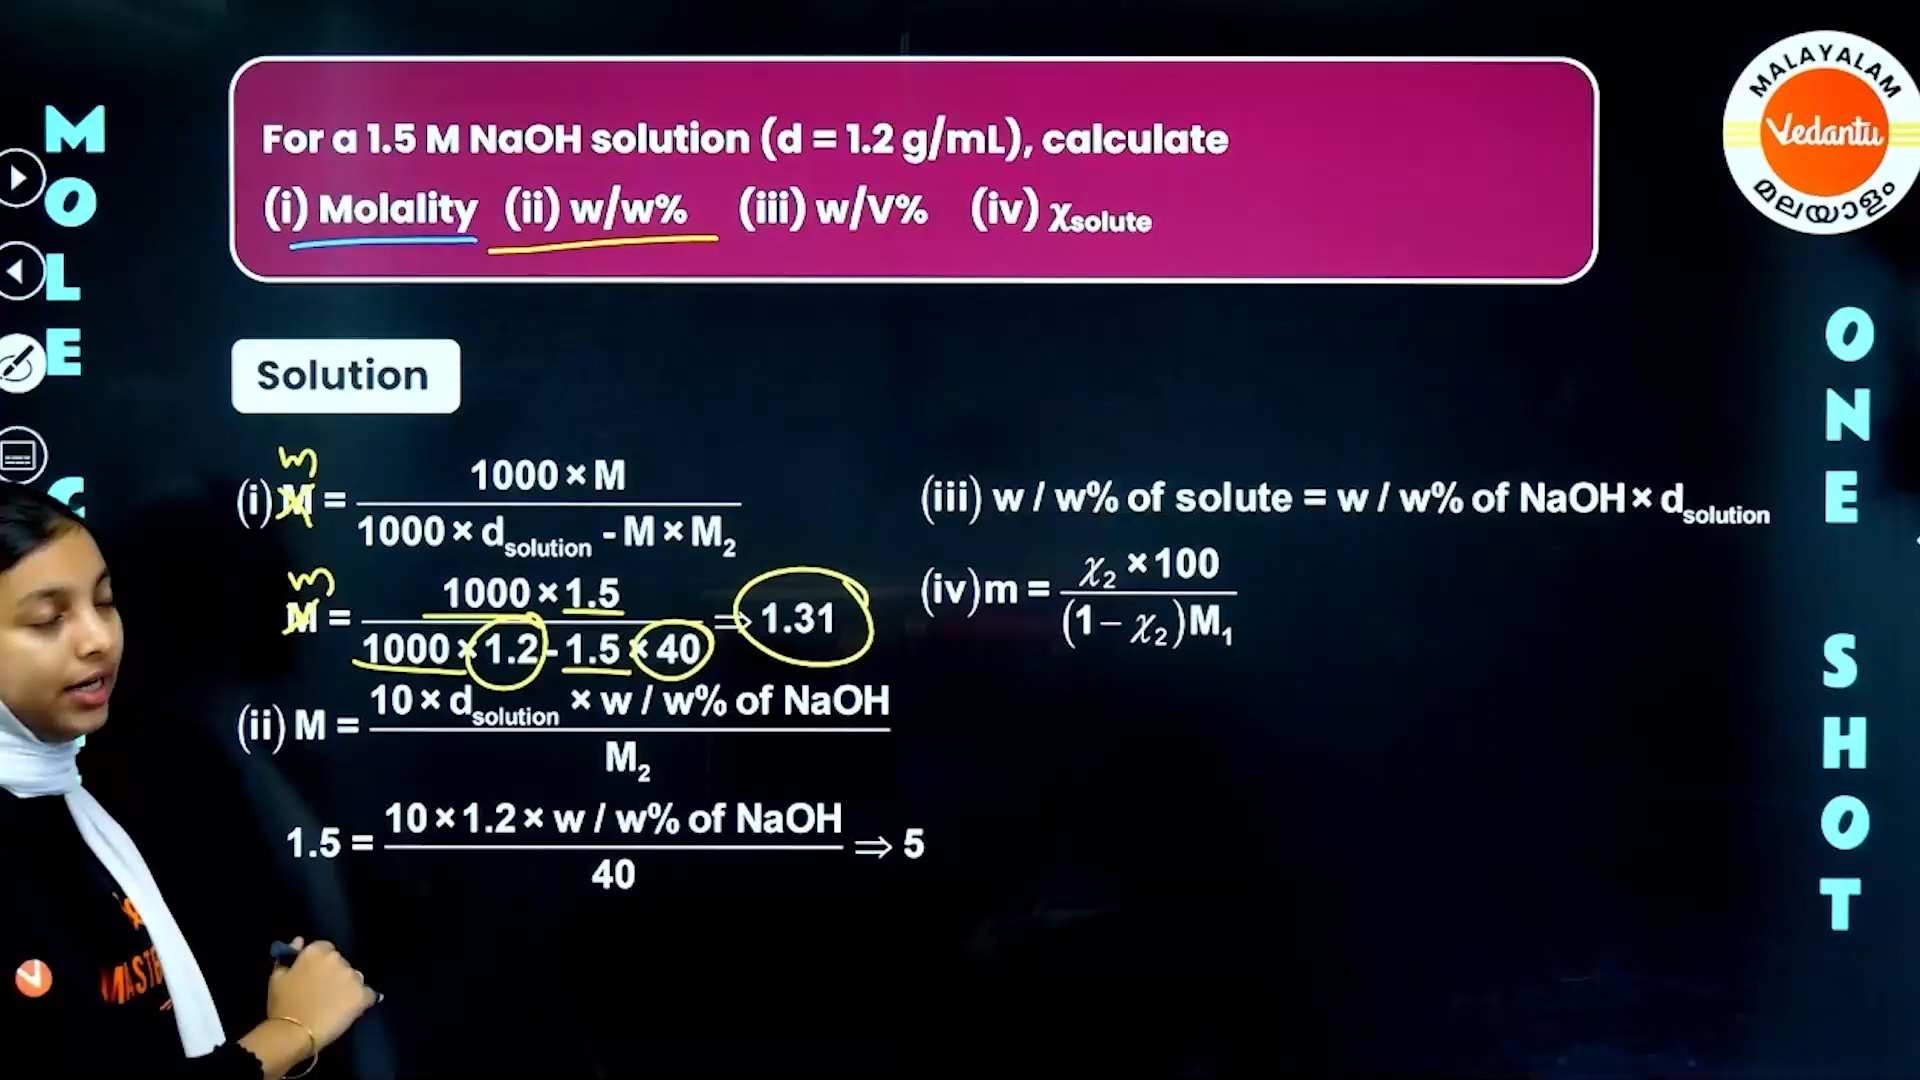 MOLE C
MALAYALAM
Vedantu
മലയാളം
For a 1.5 M NaOH solution (d = 1.2 g/mL), calculate
(i) Molality (ii) w/w% (iii) w/V% (iv) χsolute
Solution
m
(i) M = 1000 × M / 1000 × dsolution - M × M₂
m
M = 1000 × 1.5 / 1000 × 1.2 - 1.5 × 40 ⇒ 1.31
(ii) M = 10 × dsolution × w / w% of NaOH / M₂
1.5 = 10 × 1.2 × w / w% of NaOH / 40 ⇒ 5
(iii) w / w% of solute = w / w% of NaOH × dsolution
(iv) m = χ₂ × 100 / (1 − χ₂)M₁
ONE SHOT
V